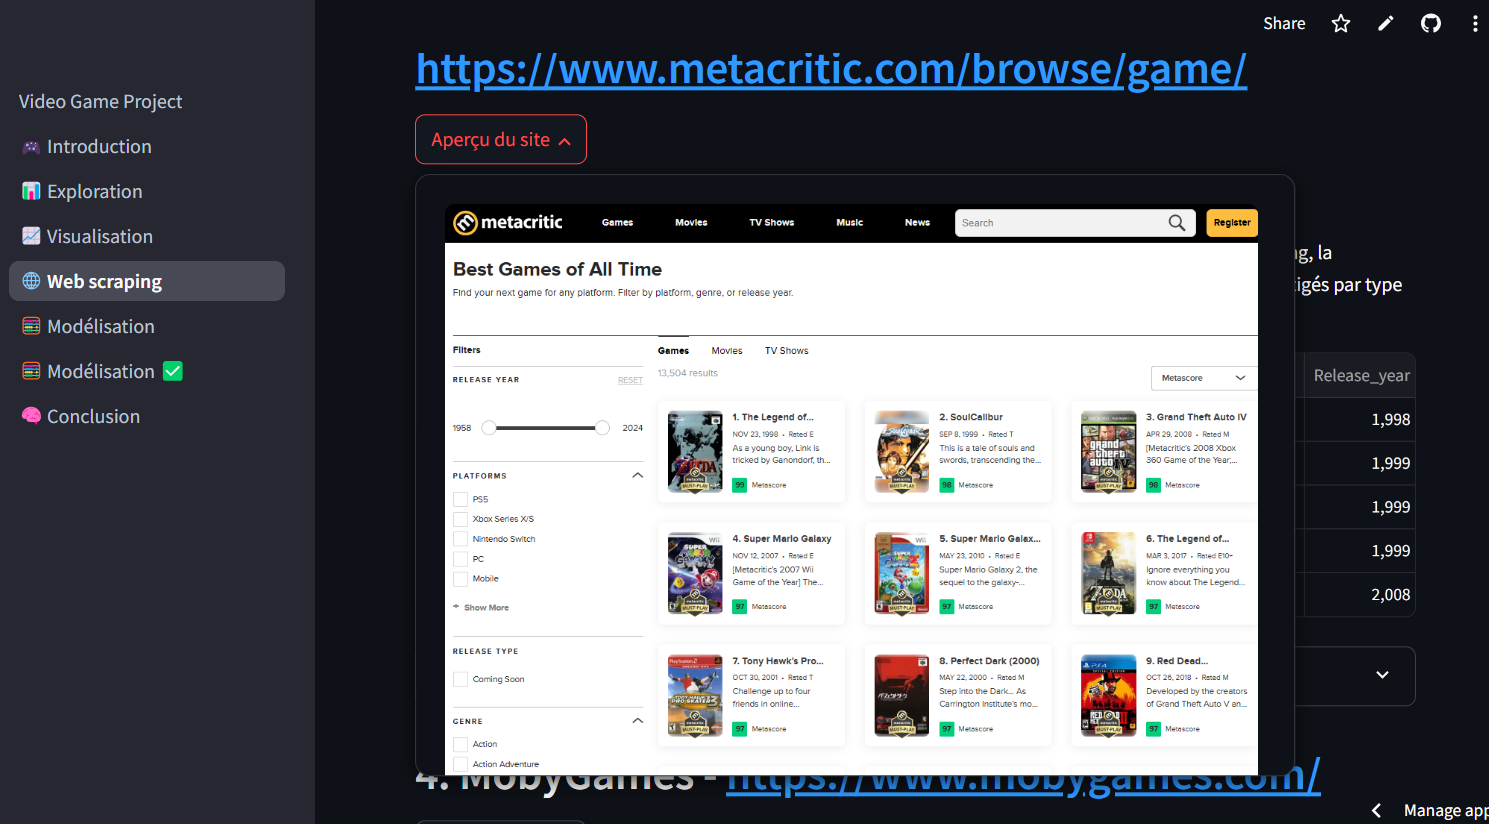 Share
Video Game Project
Introduction
Exploration
Visualisation
Web scraping
Modélisation
Modélisation
Conclusion
https://www.metacritic.com/browse/game/
Aperçu du site
metacritic
Games
Movies
TV Shows
Music
News
Search
Register
Best Games of All Time
Find your next game for any platform. Filter by platform, genre, or release year.
Filters
RELEASE YEAR
RESET
1958
2024
PLATFORMS
PS5
Xbox Series X/S
Nintendo Switch
PC
Mobile
Show More
RELEASE TYPE
Coming Soon
GENRE
Action
Action Adventure
Games
Movies
TV Shows
13,504 results
Metascore
1. The Legend of...
NOV 23, 1998 • Rated E
As a young boy, Link is
tricked by Ganondorf, th...
99 Metascore
2. SoulCalibur
SEP 8, 1999 • Rated T
This is a tale of souls and
swords, transcending the...
98 Metascore
3. Grand Theft Auto IV
APR 29, 2008 • Rated M
[Metacritic's 2008 Xbox
360 Game of the Year;...
98 Metascore
4. Super Mario Galaxy
NOV 12, 2007 • Rated E
[Metacritic's 2007 Wii
Game of the Year] The...
97 Metascore
5. Super Mario Galax...
MAY 23, 2010 • Rated E
Super Mario Galaxy 2, the
sequel to the galaxy-...
97 Metascore
6. The Legend of...
MAR 3, 2017 • Rated E10+
Ignore everything you
know about The Legend...
97 Metascore
7. Tony Hawk's Pro...
OCT 30, 2001 • Rated T
Challenge up to four
friends in online...
97 Metascore
8. Perfect Dark (2000)
MAY 22, 2000 • Rated M
Step into the Dark... As
Carrington Institute's mo...
97 Metascore
9. Red Dead...
OCT 26, 2018 • Rated M
Developed by the creators
of Grand Theft Auto V an...
97 Metascore
ng, la
igés par type
Release_year
1,998
1,999
1,999
1,999
2,008
4. MobyGames - https://www.mobygames.com/
Manage app